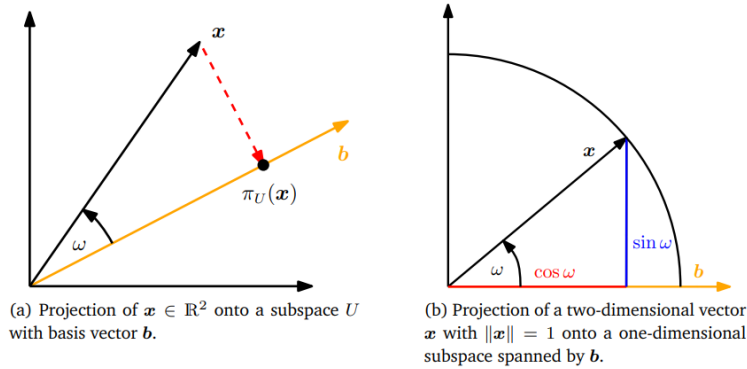 x
b
π_U(x)
ω
(a) Projection of x ∈ ℝ² onto a subspace U
with basis vector b.
x
sin ω
ω
cos ω
b
(b) Projection of a two-dimensional vector
x with ‖x‖ = 1 onto a one-dimensional
subspace spanned by b.